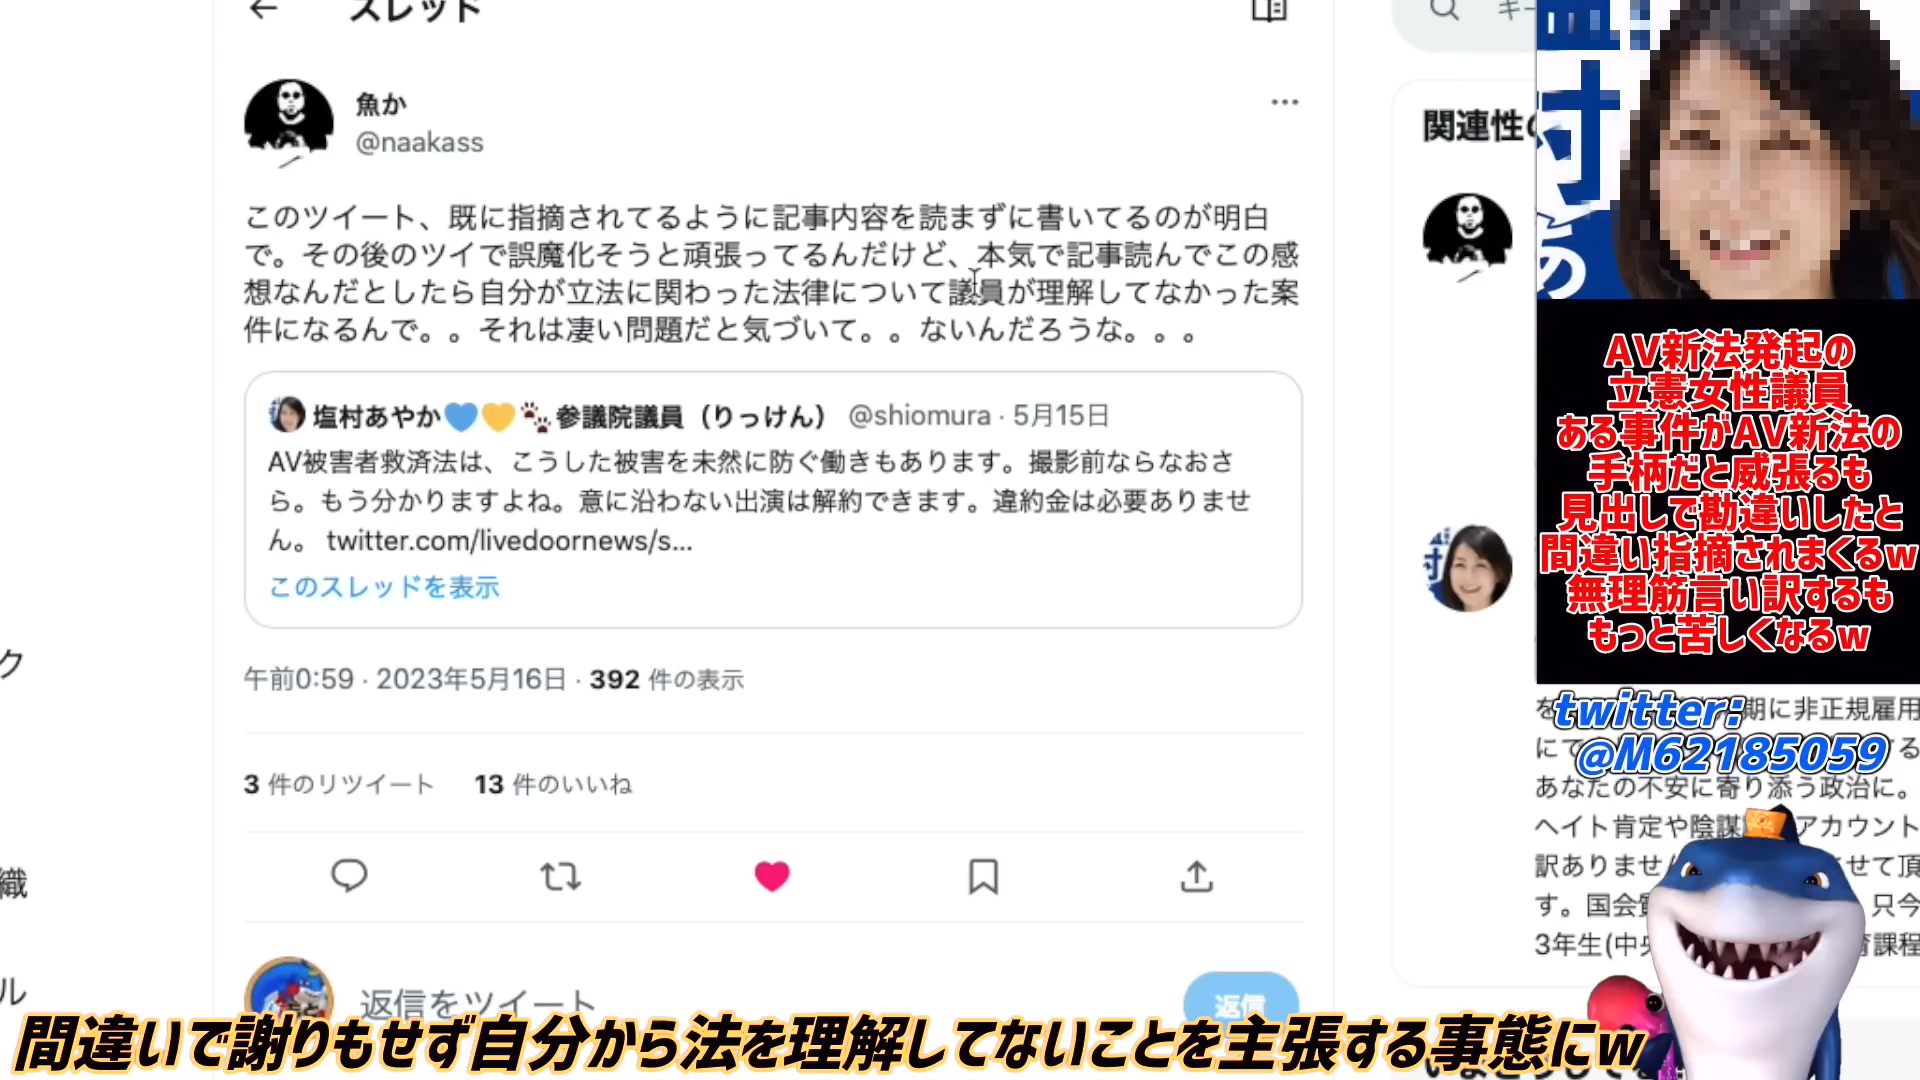 スレッド
魚か
@naakass
このツイート、既に指摘されてるように記事内容を読まずに書いてるのが明白
で。その後のツイで誤魔化そうと頑張ってるんだけど、本気で記事読んでこの感
想なんだとしたら自分が立法に関わった法律について議員が理解してなかった案
件になるんで。。それは凄い問題だと気づいて。。ないんだろうな。。。
塩村あやか💙💛🐾参議院議員（りっけん） @shiomura · 5月15日
AV被害者救済法は、こうした被害を未然に防ぐ働きもあります。撮影前ならなおさ
ら。もう分かりますよね。意に沿わない出演は解約できます。違約金は必要ありませ
ん。 twitter.com/livedoornews/s...
このスレッドを表示
午前0:59 · 2023年5月16日 · 392 件の表示
3 件のリツイート 13 件のいいね
返信をツイート
返信
ク
織
ル
キー
関連性の
村
あ
AV新法発起の
立憲女性議員
ある事件がAV新法の
手柄だと威張るも
見出しで勘違いしたと
間違い指摘されまくるw
無理筋言い訳するも
もっと苦しくなるw
twitter:
@M62185059
期に非正規雇用
あなたの不安に寄り添う政治に。
ヘイト肯定や陰謀 アカウント
訳ありません させて頂
す。国会質 只今
3年生(中央 育課程
間違いで謝りもせず自分から法を理解してないことを主張する事態にw